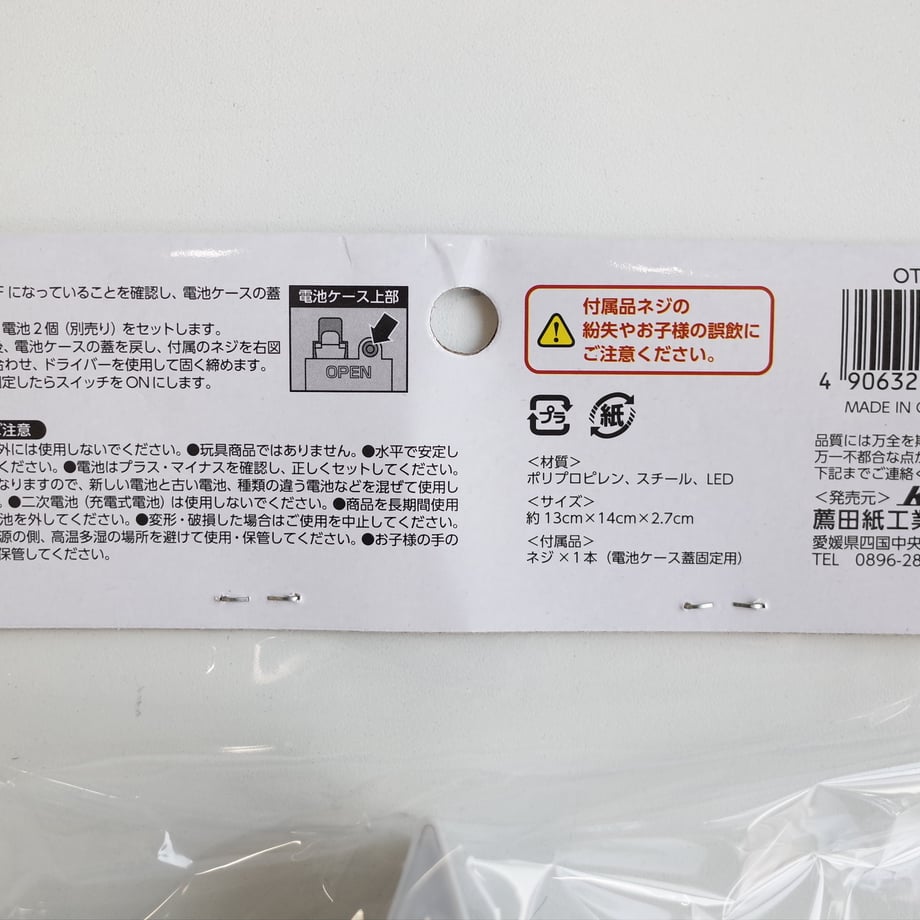 F になっていることを確認し、電池ケースの蓋
電池2個（別売り）をセットします。
、電池ケースの蓋を戻し、付属のネジを右図
わせ、ドライバーを使用して固く締めます。
定したらスイッチをONにします。
電池ケース上部
OPEN
ご注意
外には使用しないでください。●玩具商品ではありません。●水平で安定し
ください。●電池はプラス・マイナスを確認し、正しくセットしてください。
なりますので、新しい電池と古い電池、種類の違う電池などを混ぜて使用し
。●二次電池（充電式電池）は使用しないでください。●商品を長期間使用
池を外してください。●変形・破損した場合はご使用を中止してください。
源の側、高温多湿の場所を避けて使用・保管してください。●お子様の手の
保管してください。
付属品ネジの
紛失やお子様の誤飲に
ご注意ください。
プラ
紙
＜材質＞
ポリプロピレン、スチール、LED
＜サイズ＞
約13cm×14cm×2.7cm
＜付属品＞
ネジ×1本（電池ケース蓋固定用）
OT
4 90632
MADE IN C
品質には万全を期
万一不都合な点が
下記までご連絡く
＜発売元＞ K
薦田紙工業
愛媛県四国中央
TEL 0896-28